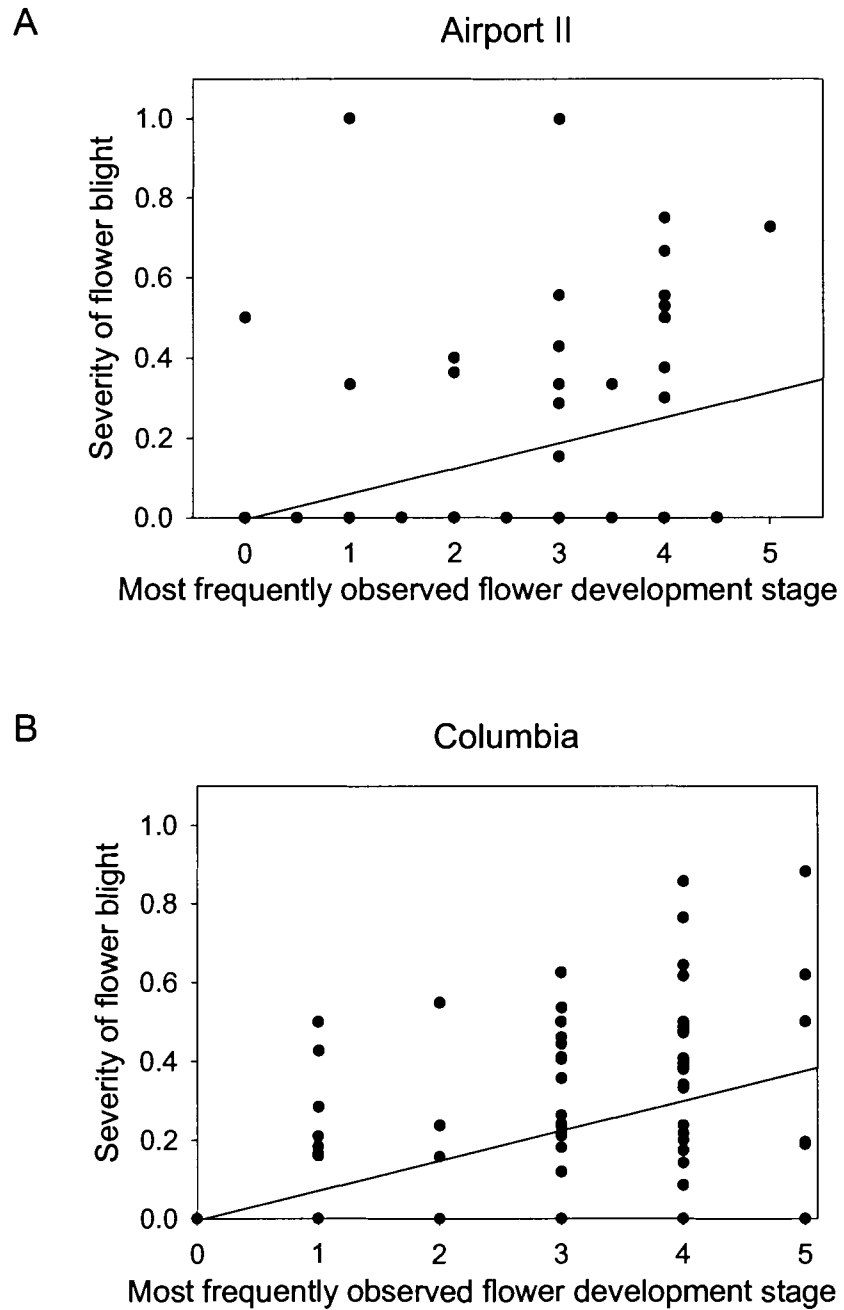 A
Airport II
Severity of flower blight
1.0
0.8
0.6
0.4
0.2
0.0
0 1 2 3 4 5
Most frequently observed flower development stage
B
Columbia
Severity of flower blight
1.0
0.8
0.6
0.4
0.2
0.0
0 1 2 3 4 5
Most frequently observed flower development stage